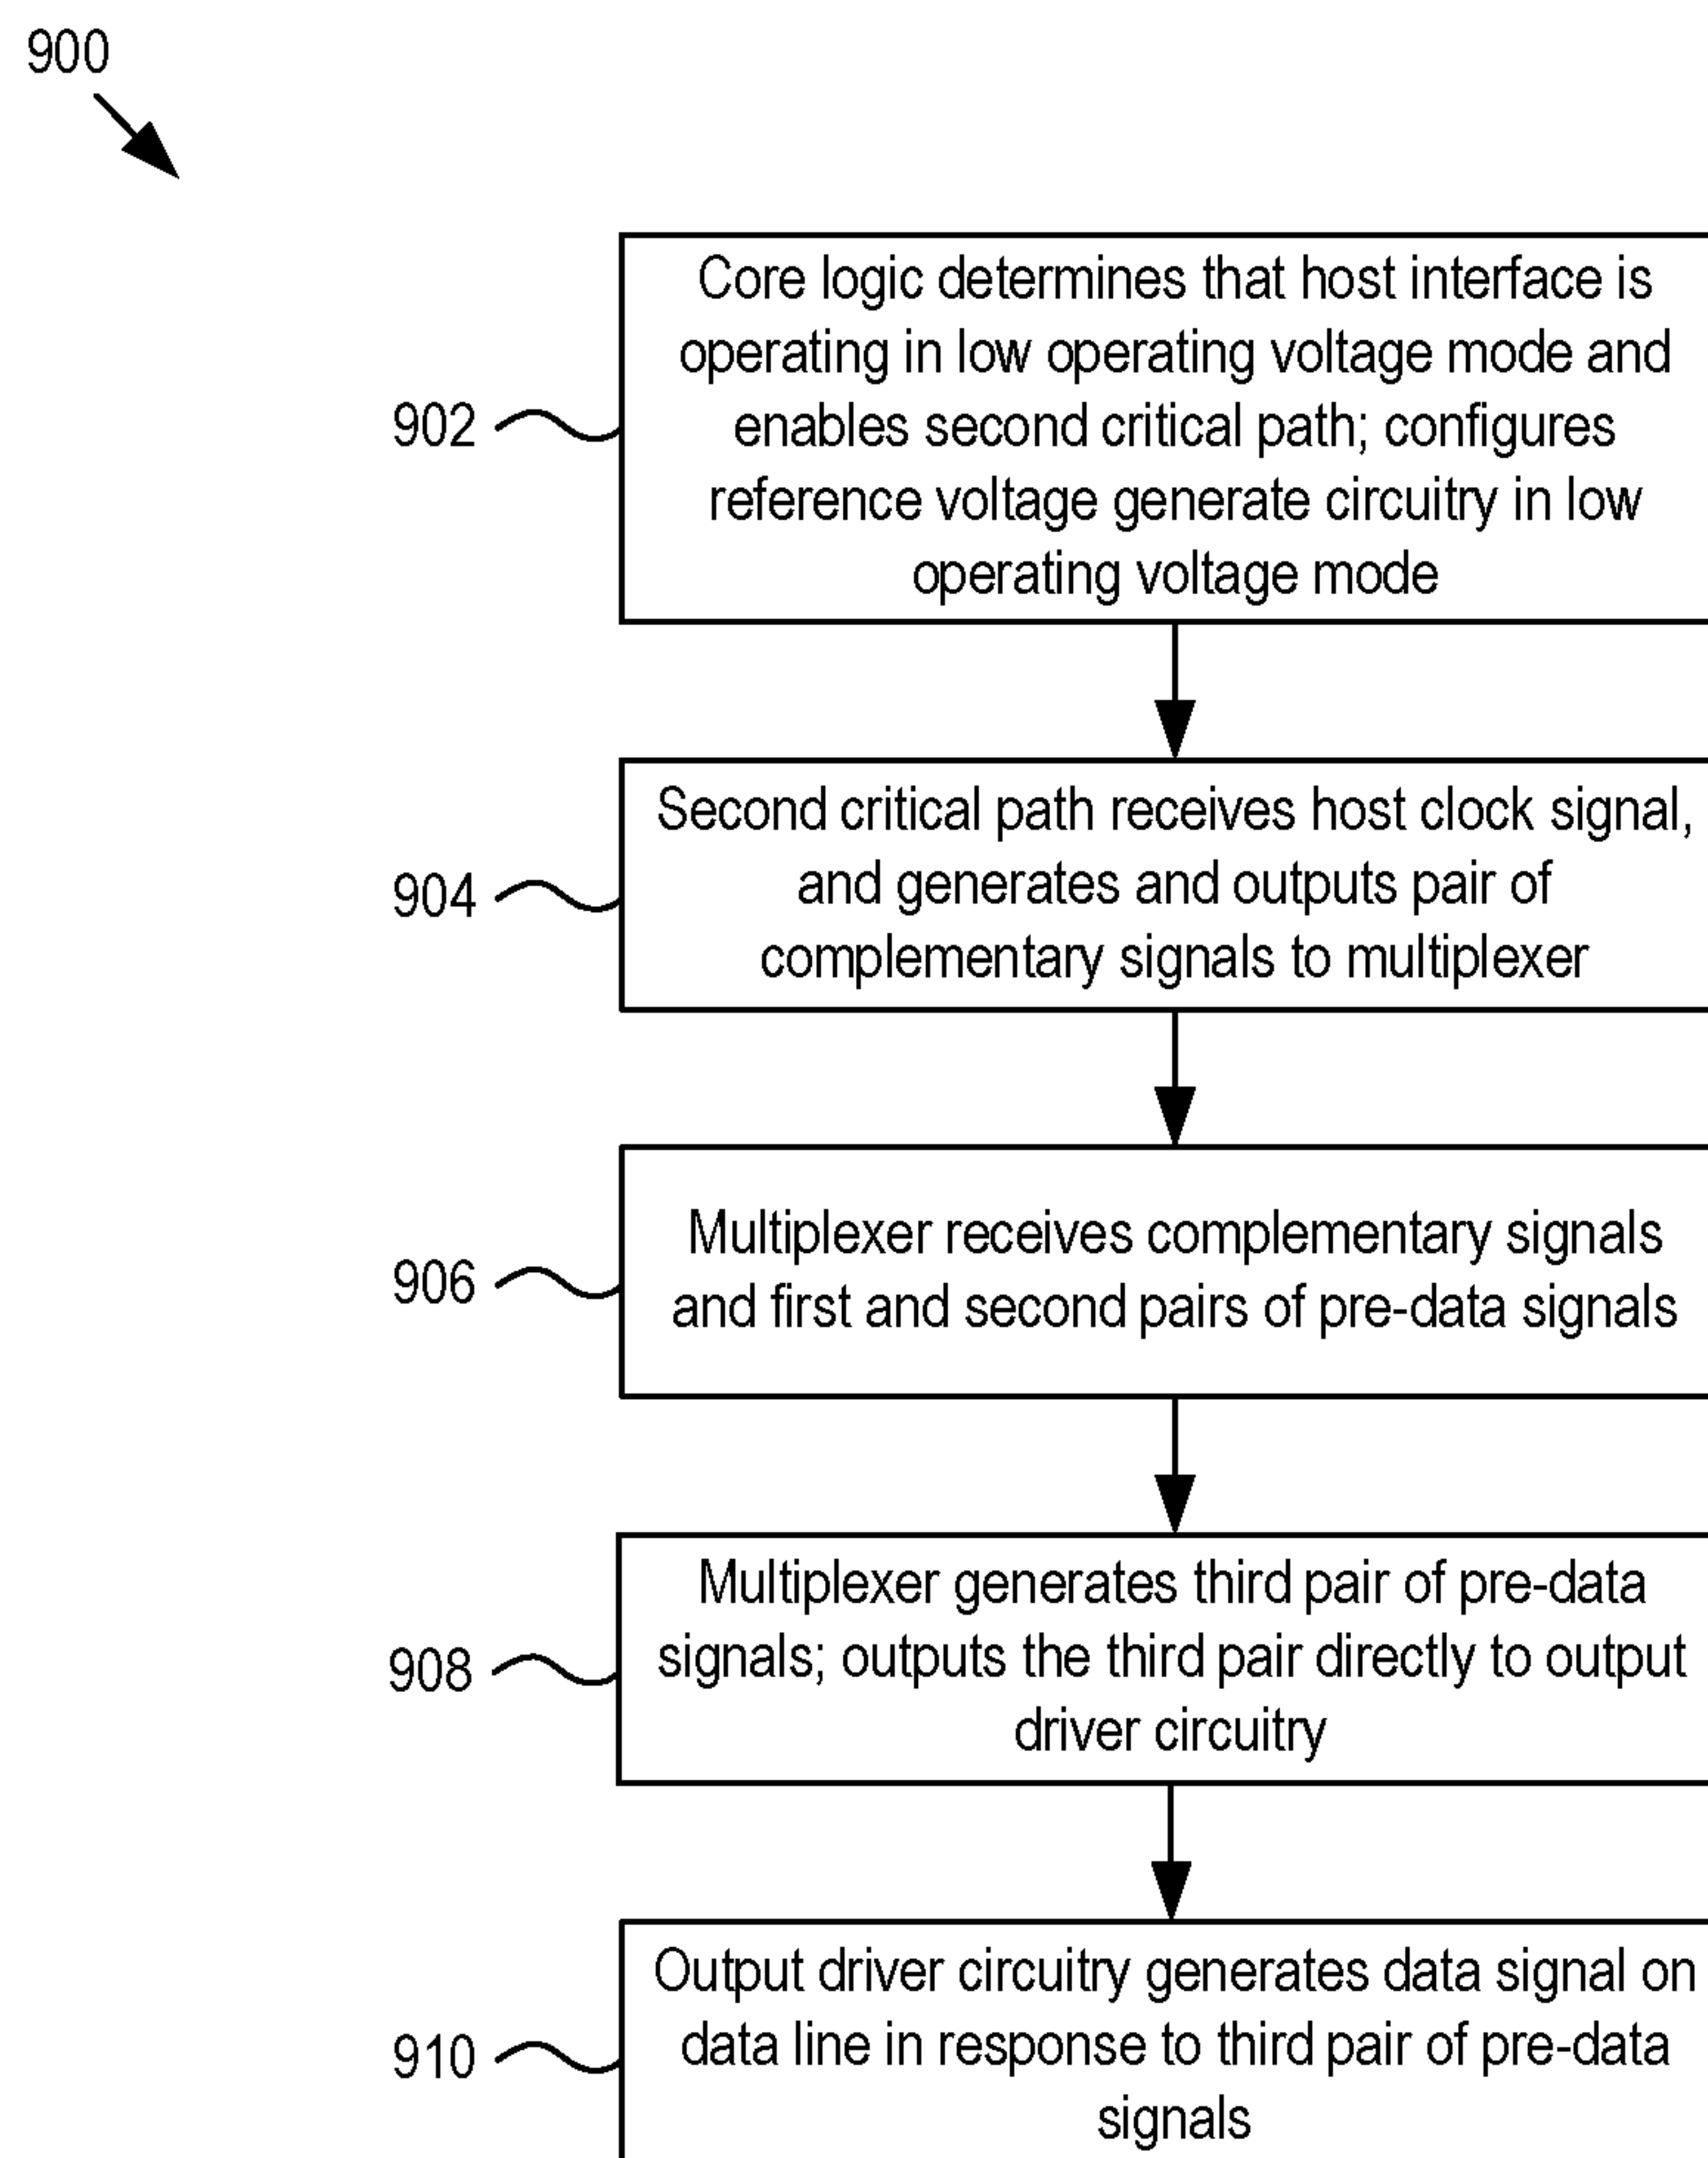 900
Core logic determines that host interface is
operating in low operating voltage mode and
enables second critical path; configures
reference voltage generate circuitry in low
operating voltage mode
902
Second critical path receives host clock signal,
and generates and outputs pair of
complementary signals to multiplexer
904
Multiplexer receives complementary signals
and first and second pairs of pre-data signals
906
Multiplexer generates third pair of pre-data
signals; outputs the third pair directly to output
driver circuitry
908
Output driver circuitry generates data signal on
data line in response to third pair of pre-data
signals
910